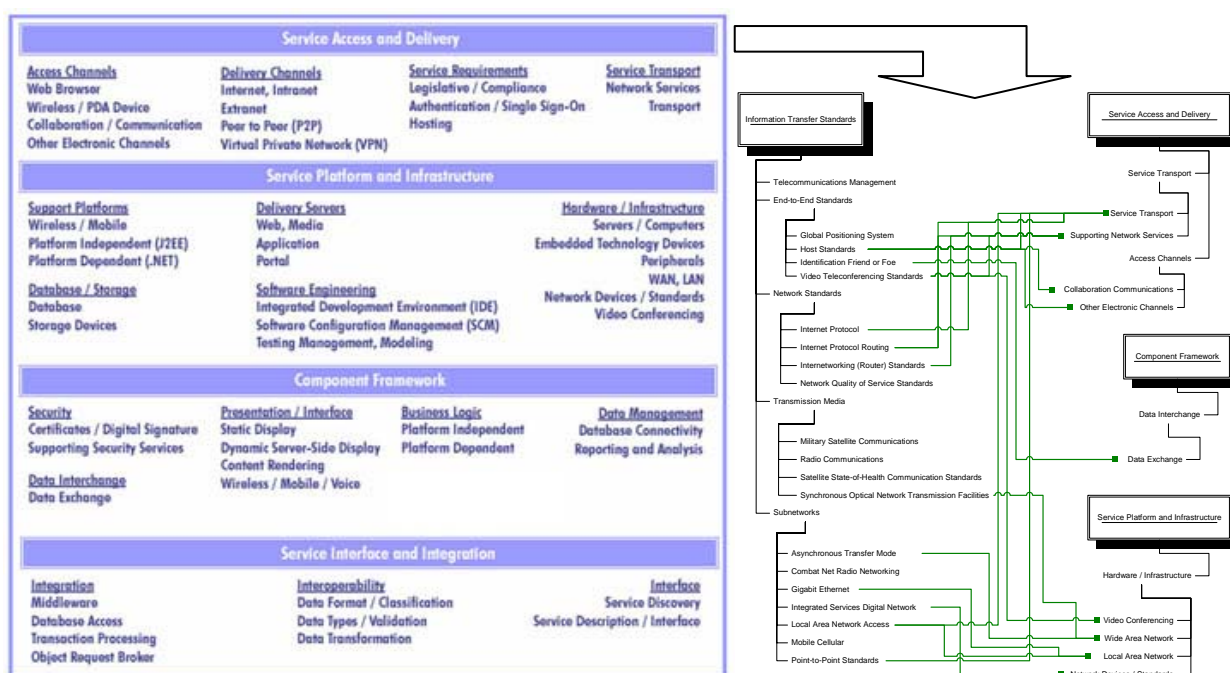 Service Access and Delivery
Access Channels
Web Browser
Wireless / PDA Device
Collaboration / Communication
Other Electronic Channels
Delivery Channels
Internet, Intranet
Extranet
Peer to Peer (P2P)
Virtual Private Network (VPN)
Service Requirements
Legislative / Compliance
Authentication / Single Sign-On
Hosting
Service Transport
Network Services
Transport
Service Platform and Infrastructure
Support Platforms
Wireless / Mobile
Platform Independent (J2EE)
Platform Dependent (.NET)
Database / Storage
Database
Storage Devices
Delivery Servers
Web, Media
Application
Portal
Software Engineering
Integrated Development Environment (IDE)
Software Configuration Management (SCM)
Testing Management, Modeling
Hardware / Infrastructure
Servers / Computers
Embedded Technology Devices
Peripherals
WAN, LAN
Network Devices / Standards
Video Conferencing
Component Framework
Security
Certificates / Digital Signature
Supporting Security Services
Data Interchange
Data Exchange
Presentation / Interface
Static Display
Dynamic Server-Side Display
Content Rendering
Wireless / Mobile / Voice
Business Logic
Platform Independent
Platform Dependent
Data Management
Database Connectivity
Reporting and Analysis
Service Interface and Integration
Integration
Middleware
Database Access
Transaction Processing
Object Request Broker
Interoperability
Data Format / Classification
Data Types / Validation
Data Transformation
Interface
Service Discovery
Service Description / Interface
Information Transfer Standards
Telecommunications Management
End-to-End Standards
Global Positioning System
Host Standards
Identification Friend or Foe
Video Teleconferencing Standards
Network Standards
Internet Protocol
Internet Protocol Routing
Internetworking (Router) Standards
Network Quality of Service Standards
Transmission Media
Military Satellite Communications
Radio Communications
Satellite State-of-Health Communication Standards
Synchronous Optical Network Transmission Facilities
Subnetworks
Asynchronous Transfer Mode
Combat Net Radio Networking
Gigabit Ethernet
Integrated Services Digital Network
Local Area Network Access
Mobile Cellular
Point-to-Point Standards
Service Access and Delivery
Service Transport
Service Transport
Supporting Network Services
Access Channels
Collaboration Communications
Other Electronic Channels
Component Framework
Data Interchange
Data Exchange
Service Platform and Infrastructure
Hardware / Infrastructure
Video Conferencing
Wide Area Network
Local Area Network
Network Devices / Standards